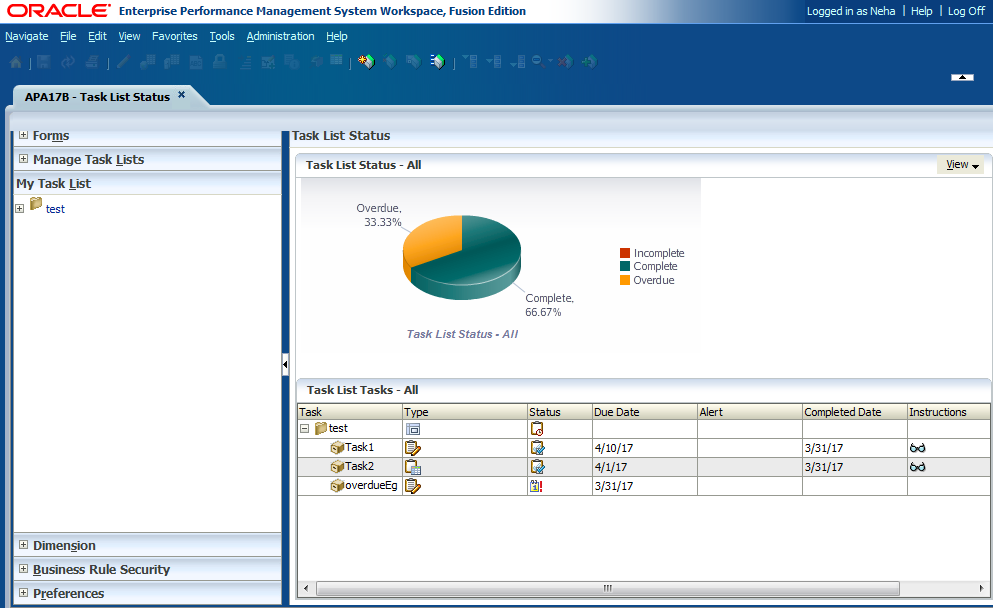 ORACLE Enterprise Performance Management System Workspace, Fusion Edition Logged in as Neha | Help | Log Off
Navigate File Edit View Favorites Tools Administration Help
APA17B - Task List Status
Forms
Manage Task Lists
My Task List
test
Dimension
Business Rule Security
Preferences
Task List Status
Task List Status - All View
Overdue,
33.33%
Complete,
66.67%
Incomplete
Complete
Overdue
Task List Status - All
Task List Tasks - All
Task Type Status Due Date Alert Completed Date Instructions
test
Task1 4/10/17 3/31/17
Task2 4/1/17 3/31/17
overdueEg 3/31/17